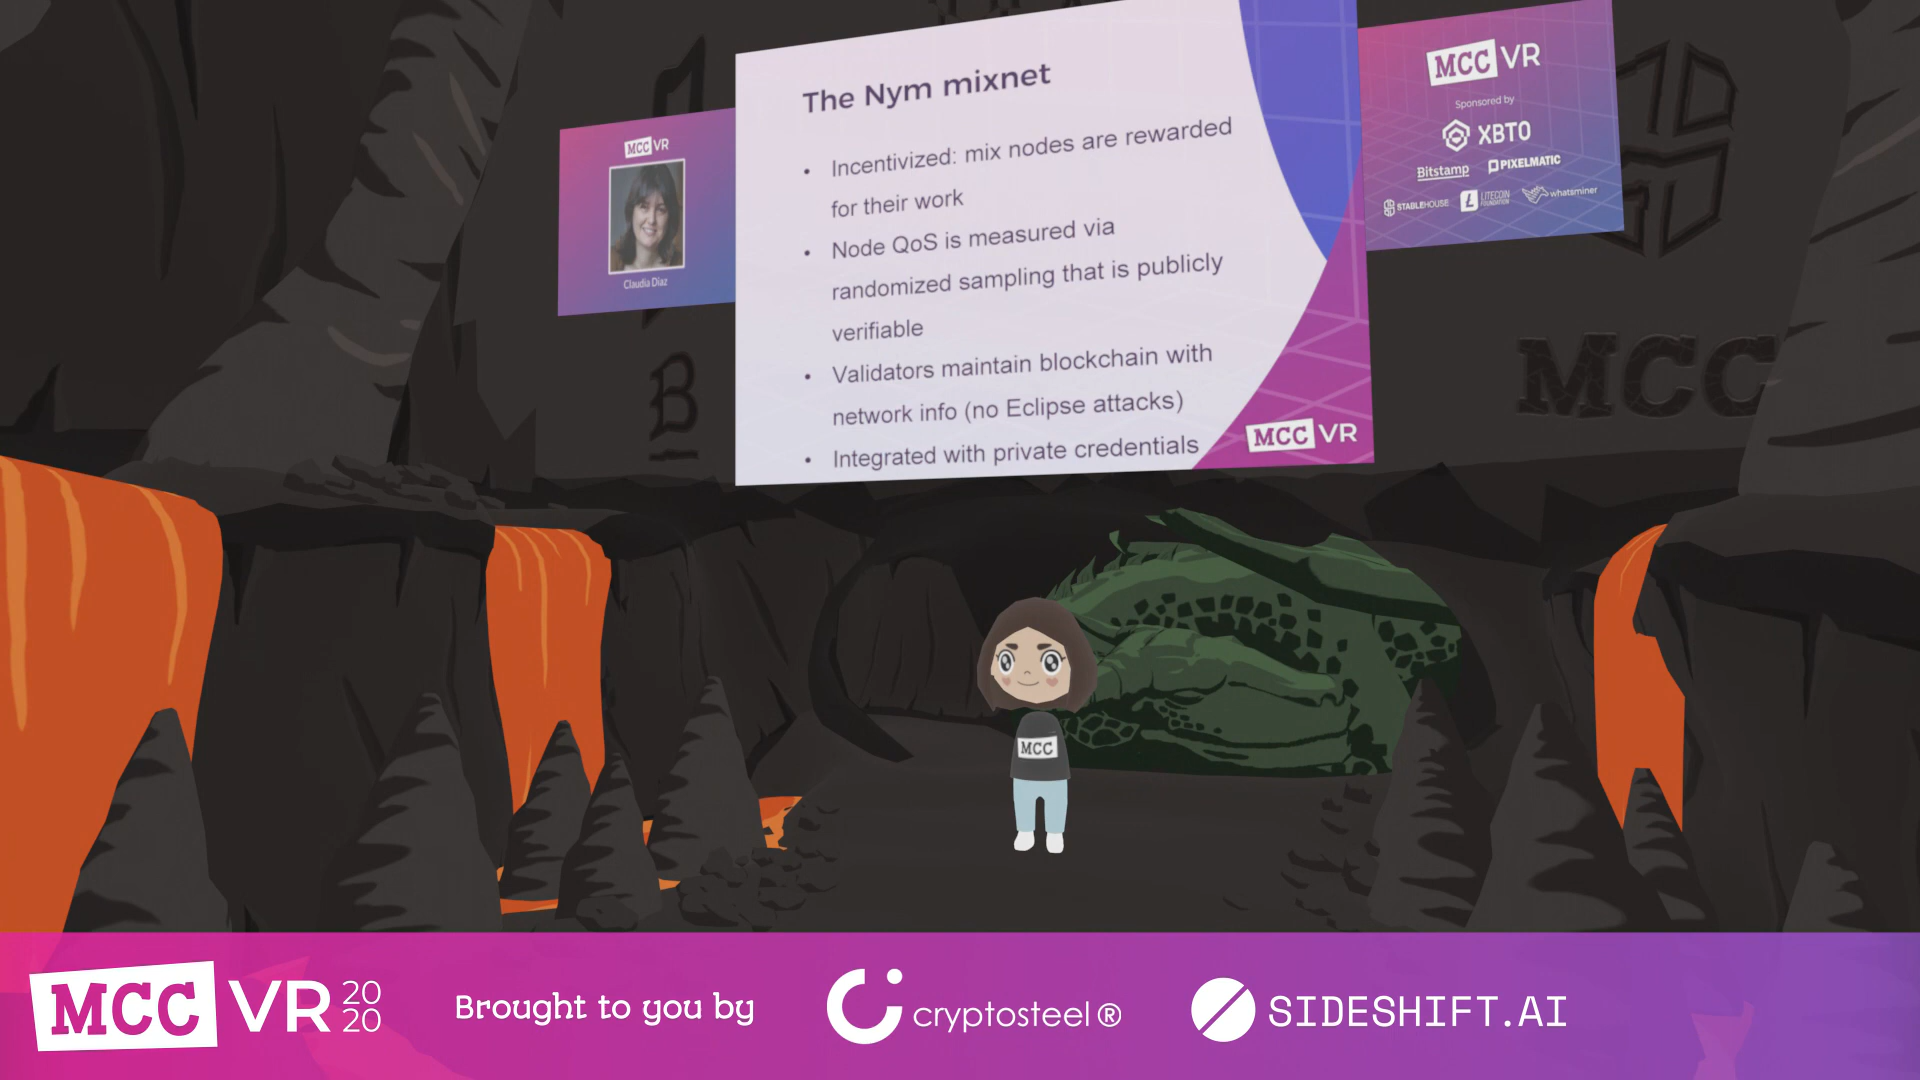 The Nym mixnet
• Incentivized: mix nodes are rewarded
for their work
• Node QoS is measured via
randomized sampling that is publicly
verifiable
• Validators maintain blockchain with
network info (no Eclipse attacks)
• Integrated with private credentials
MCC VR
MCC VR
Claudia Diaz
MCC VR
Sponsored by
XBTO
Bitstamp PIXELMATIC
STABLEHOUSE LITECOIN FOUNDATION whatsminer
B
MCC
MCC
MCC VR 20
20
Brought to you by
cryptosteel ®
SIDESHIFT.AI